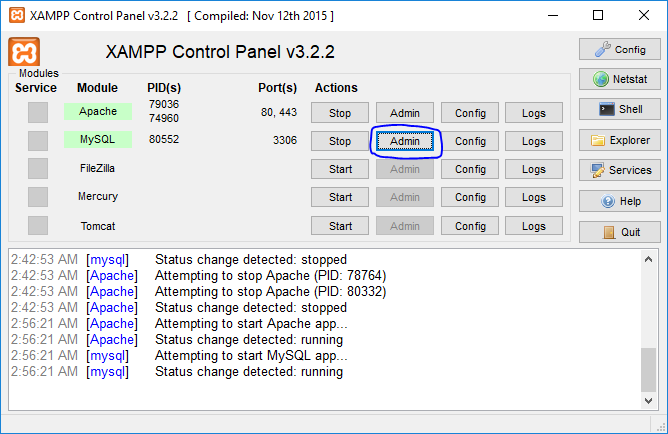 XAMPP Control Panel v3.2.2 [ Compiled: Nov 12th 2015 ]
XAMPP Control Panel v3.2.2
Config
Modules
Service Module PID(s) Port(s) Actions
Netstat
Apache 79036 74960 80, 443 Stop Admin Config Logs
Shell
MySQL 80552 3306 Stop Admin Config Logs
Explorer
FileZilla Start Admin Config Logs
Services
Mercury Start Admin Config Logs
Help
Tomcat Start Admin Config Logs
Quit
2:42:53 AM [mysql] Status change detected: stopped
2:42:53 AM [Apache] Attempting to stop Apache (PID: 78764)
2:42:53 AM [Apache] Attempting to stop Apache (PID: 80332)
2:42:53 AM [Apache] Status change detected: stopped
2:56:21 AM [Apache] Attempting to start Apache app...
2:56:21 AM [Apache] Status change detected: running
2:56:21 AM [mysql] Attempting to start MySQL app...
2:56:21 AM [mysql] Status change detected: running